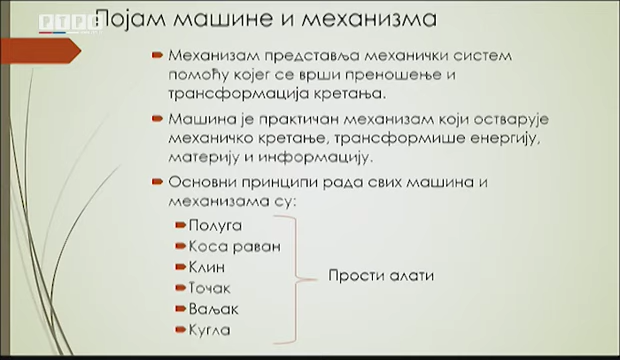 РТРС
Појам машине и механизма
Механизам представља механички систем
помоћу којег се врши преношење и
трансформација кретања.
Машина је практичан механизам који остварује
механичко кретање, трансформише енергију,
материју и информацију.
Основни принципи рада свих машина и
механизама су:
Полуга
Коса раван
Клин
Точак
Ваљак
Кугла
Прости алати